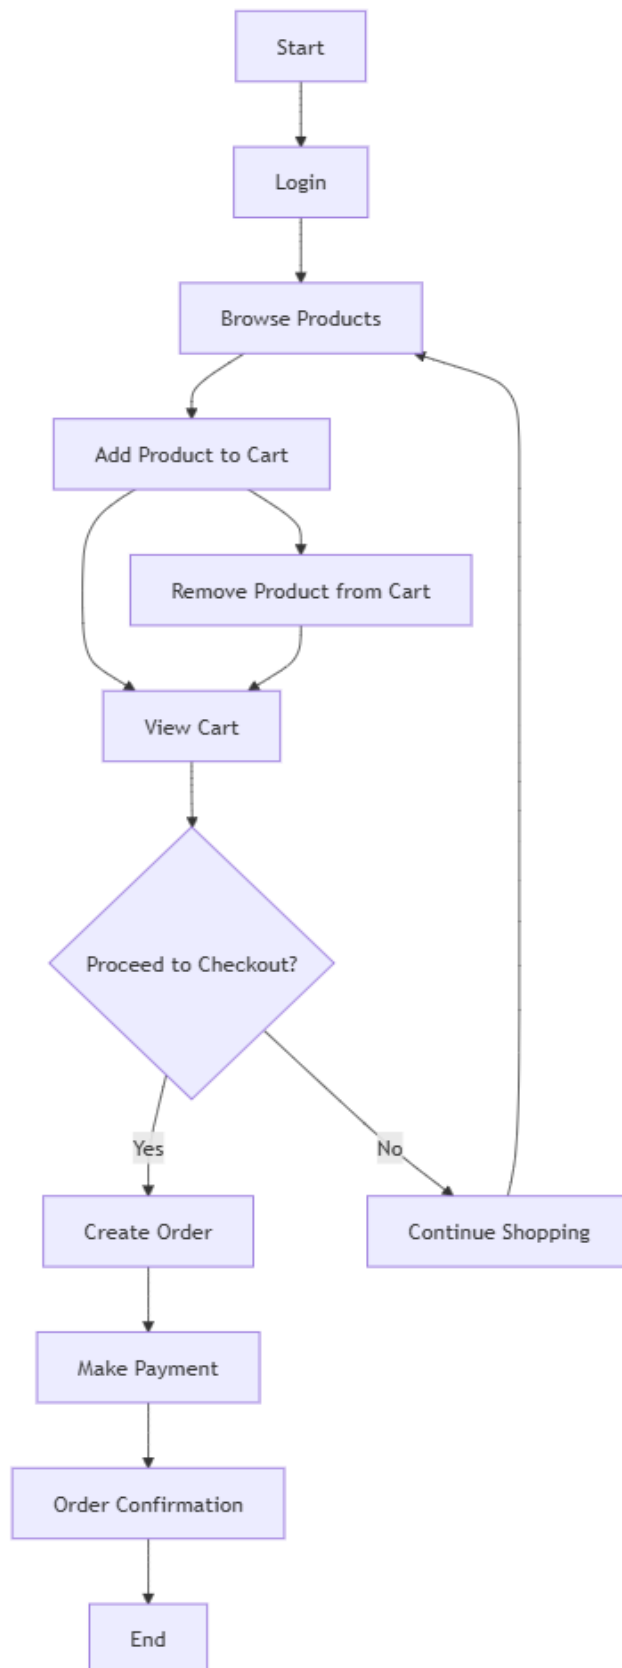 Start
Login
Browse Products
Add Product to Cart
Remove Product from Cart
View Cart
Proceed to Checkout?
Yes
No
Create Order
Continue Shopping
Make Payment
Order Confirmation
End